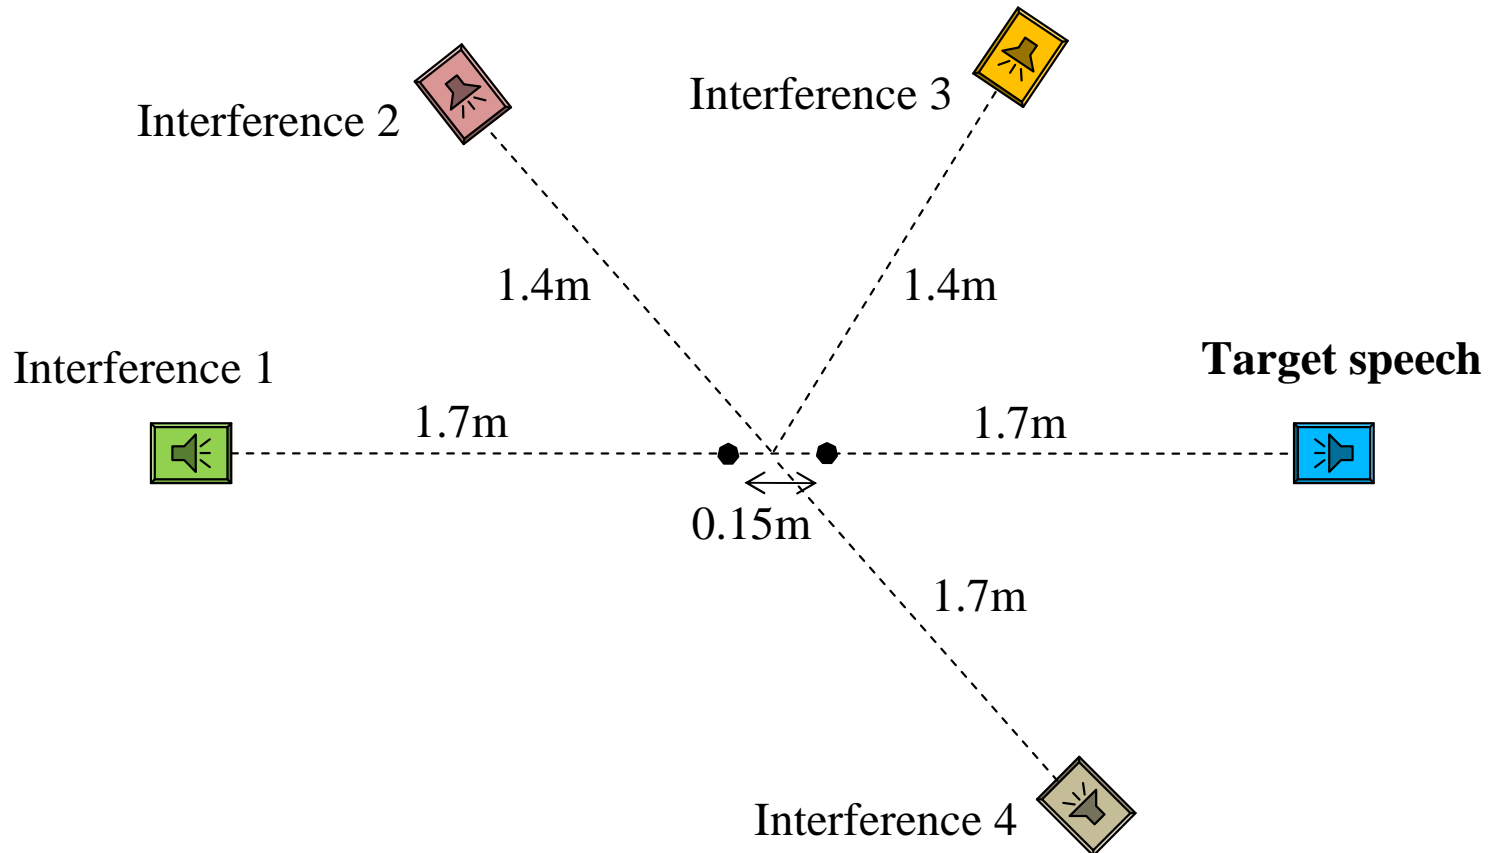 Interference 3
Interference 2
1.4m
1.4m
Target speech
Interference 1
1.7m
1.7m
0.15m
1.7m
Interference 4